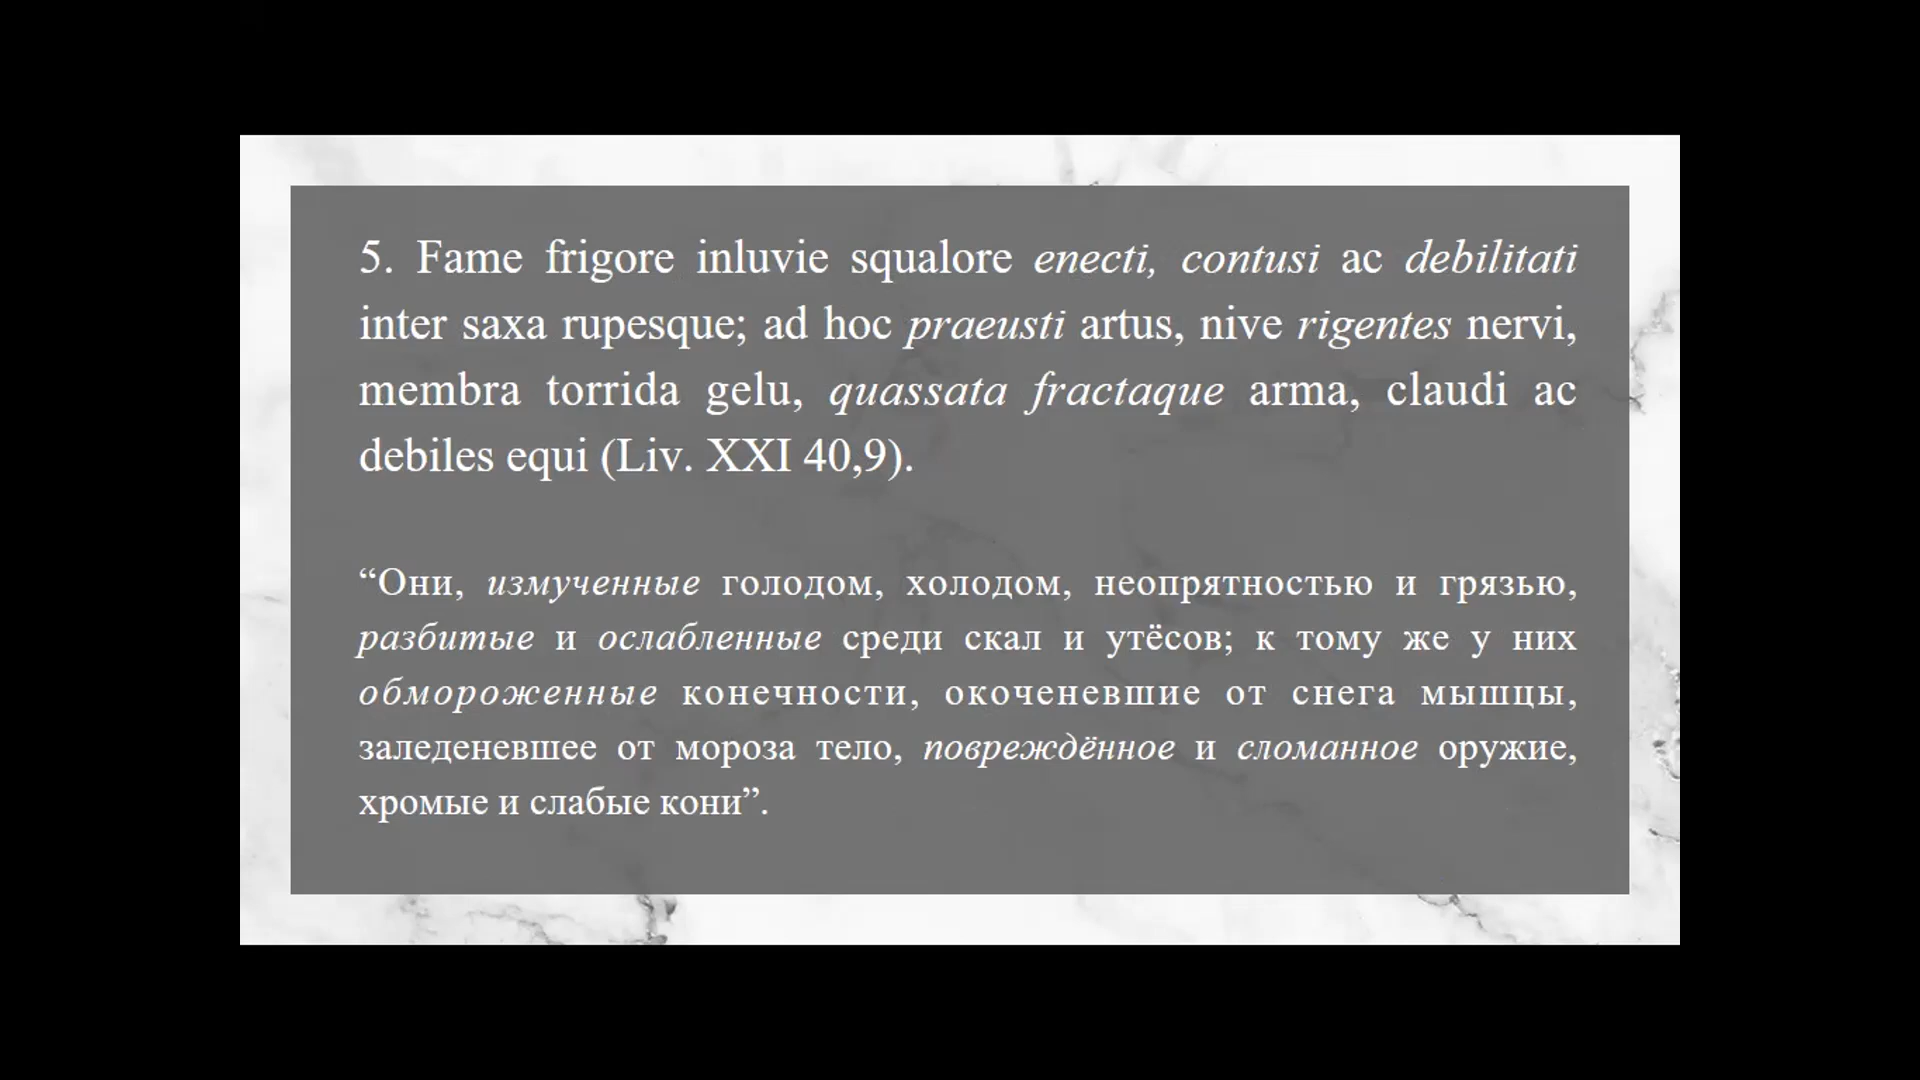 5. Fame frigore inluvie squalore enecti, contusi ac debilitati
inter saxa rupesque; ad hoc praeusti artus, nive rigentes nervi,
membra torrida gelu, quassata fractaque arma, claudi ac
debiles equi (Liv. XXI 40,9).
“Они, измученные голодом, холодом, неопрятностью и грязью,
разбитые и ослабленные среди скал и утёсов; к тому же у них
обмороженные конечности, окоченевшие от снега мышцы,
заледеневшее от мороза тело, повреждённое и сломанное оружие,
хромые и слабые кони”.